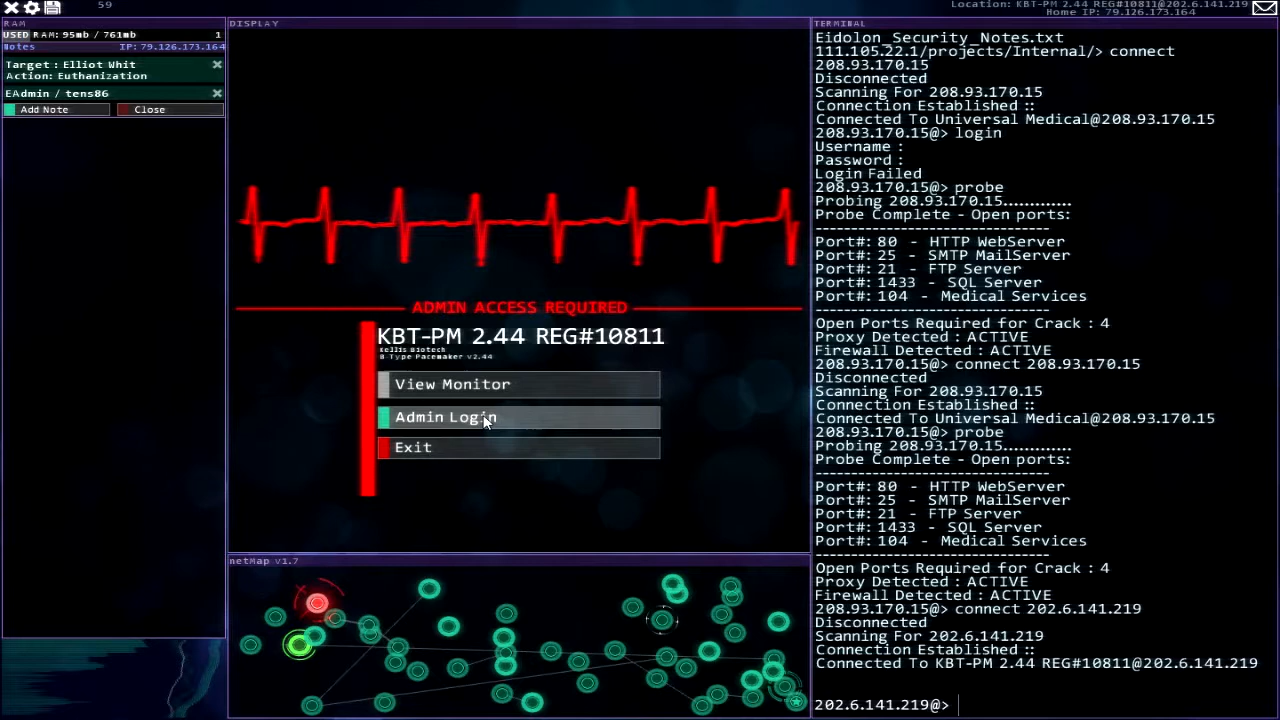 59
Location: KBT-PM 2.44 REG#10811@202.6.141.219
Home IP: 79.126.173.164
RAM
USED RAM: 95mb / 761mb 1
Notes IP: 79.126.173.164
Target : Elliot Whit
Action: Euthanization
EAdmin / tens86
Add Note Close
DISPLAY
ADMIN ACCESS REQUIRED
KBT-PM 2.44 REG#10811
Kellis Biotech
B-Type Pacemaker v2.44
View Monitor
Admin Login
Exit
netMap v1.7
TERMINAL
Eidolon_Security_Notes.txt
111.105.22.1/projects/Internal/> connect
208.93.170.15
Disconnected
Scanning For 208.93.170.15
Connection Established ::
Connected To Universal Medical@208.93.170.15
208.93.170.15@> login
Username :
Password :
Login Failed
208.93.170.15@> probe
Probing 208.93.170.15.............
Probe Complete - Open ports:
---------------------------------
Port#: 80 - HTTP WebServer
Port#: 25 - SMTP MailServer
Port#: 21 - FTP Server
Port#: 1433 - SQL Server
Port#: 104 - Medical Services
---------------------------------
Open Ports Required for Crack : 4
Proxy Detected : ACTIVE
Firewall Detected : ACTIVE
208.93.170.15@> connect 208.93.170.15
Disconnected
Scanning For 208.93.170.15
Connection Established ::
Connected To Universal Medical@208.93.170.15
208.93.170.15@> probe
Probing 208.93.170.15.............
Probe Complete - Open ports:
---------------------------------
Port#: 80 - HTTP WebServer
Port#: 25 - SMTP MailServer
Port#: 21 - FTP Server
Port#: 1433 - SQL Server
Port#: 104 - Medical Services
---------------------------------
Open Ports Required for Crack : 4
Proxy Detected : ACTIVE
Firewall Detected : ACTIVE
208.93.170.15@> connect 202.6.141.219
Disconnected
Scanning For 202.6.141.219
Connection Established ::
Connected To KBT-PM 2.44 REG#10811@202.6.141.219
202.6.141.219@>